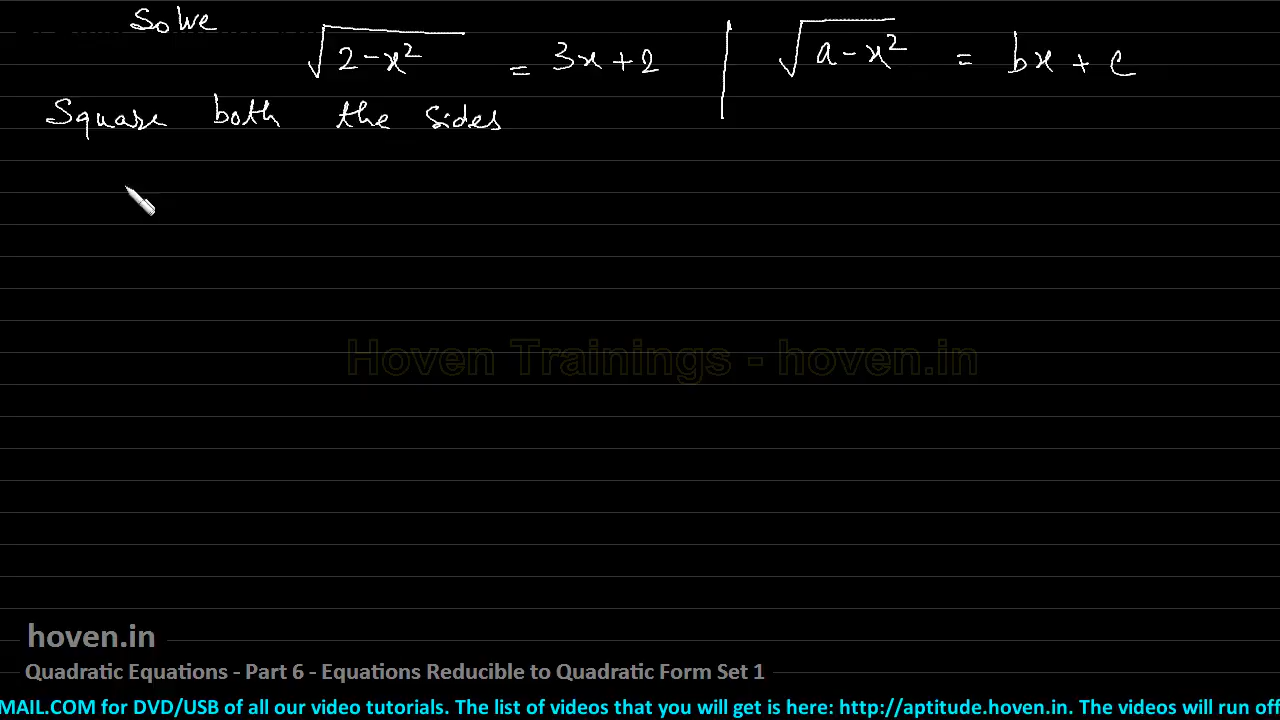 Solve
√(2-x²) = 3x+2 | √(a-x²) = bx + c
Square both the sides
Hoven Trainings - hoven.in
hoven.in
Quadratic Equations - Part 6 - Equations Reducible to Quadratic Form Set 1
MAIL.COM for DVD/USB of all our video tutorials. The list of videos that you will get is here: http://aptitude.hoven.in. The videos will run off